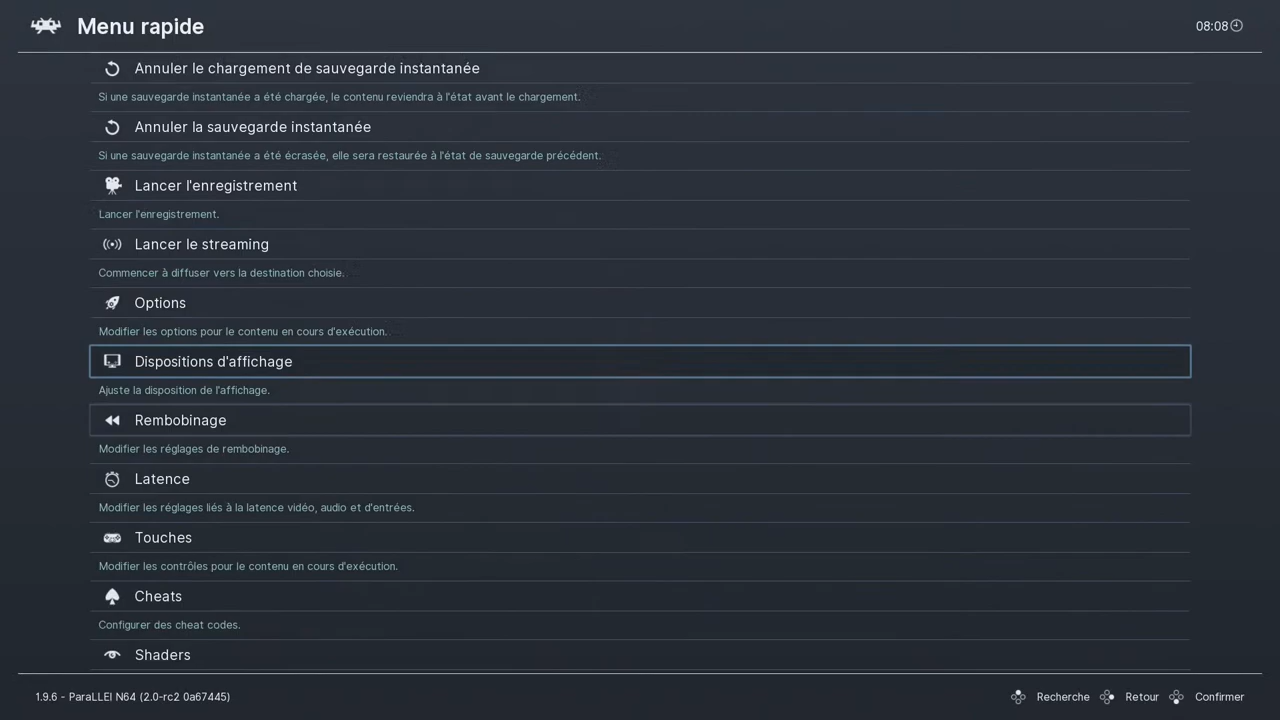 Menu rapide
08:08
Annuler le chargement de sauvegarde instantanée
Si une sauvegarde instantanée a été chargée, le contenu reviendra à l'état avant le chargement.
Annuler la sauvegarde instantanée
Si une sauvegarde instantanée a été écrasée, elle sera restaurée à l'état de sauvegarde précédent.
Lancer l'enregistrement
Lancer l'enregistrement.
Lancer le streaming
Commencer à diffuser vers la destination choisie.
Options
Modifier les options pour le contenu en cours d'exécution.
Dispositions d'affichage
Ajuste la disposition de l'affichage.
Rembobinage
Modifier les réglages de rembobinage.
Latence
Modifier les réglages liés à la latence vidéo, audio et d'entrées.
Touches
Modifier les contrôles pour le contenu en cours d'exécution.
Cheats
Configurer des cheat codes.
Shaders
1.9.6 - ParaLLEl N64 (2.0-rc2 0a67445)
Recherche Retour Confirmer